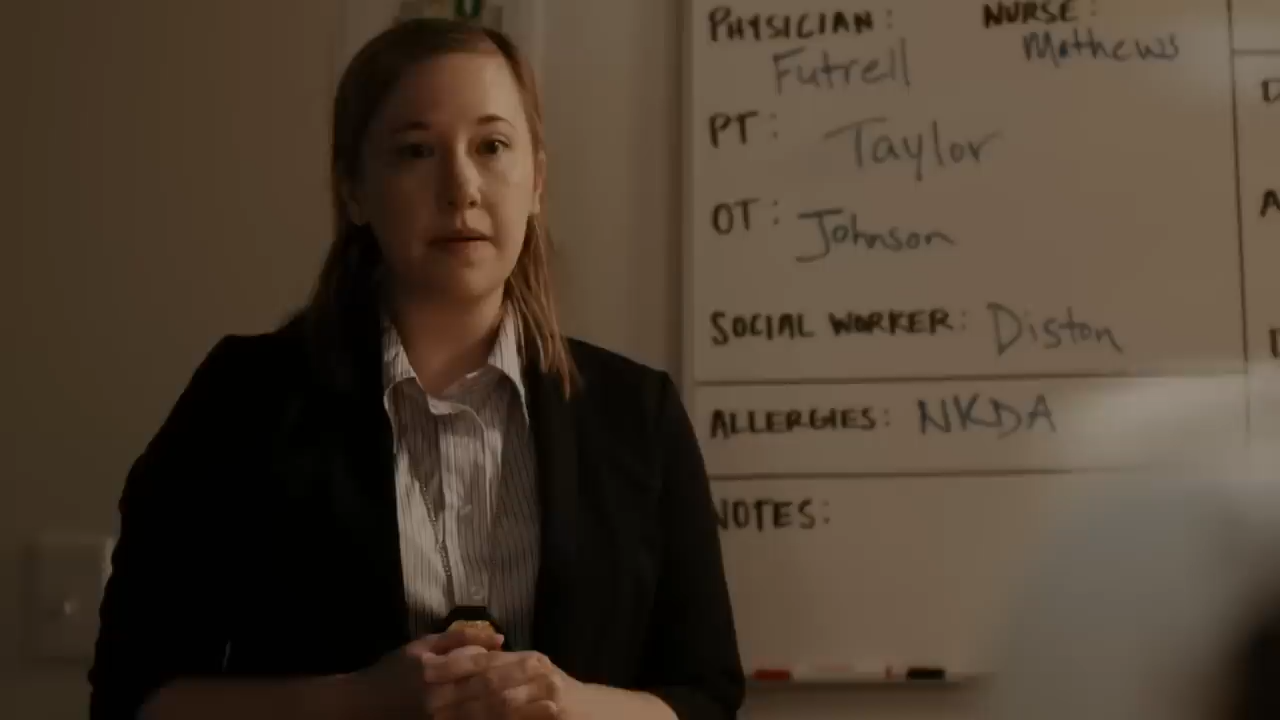 PHYSICIAN: NURSE:
Futrell Mathews
PT: Taylor
OT: Johnson
SOCIAL WORKER: Diston
ALLERGIES: NKDA
NOTES: